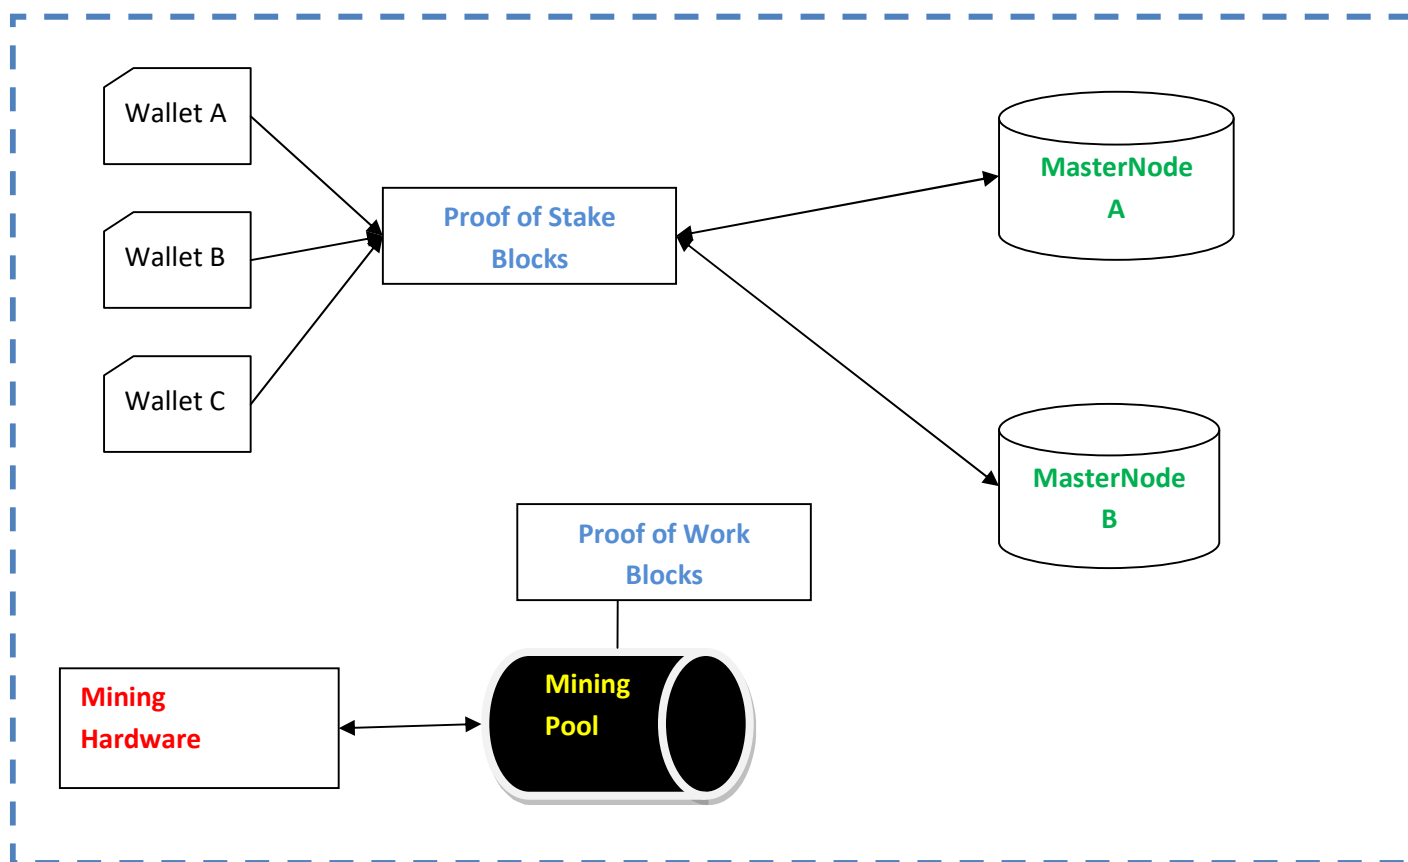 Wallet A
Wallet B
Wallet C
Proof of Stake
Blocks
MasterNode
A
MasterNode
B
Proof of Work
Blocks
Mining
Hardware
Mining
Pool